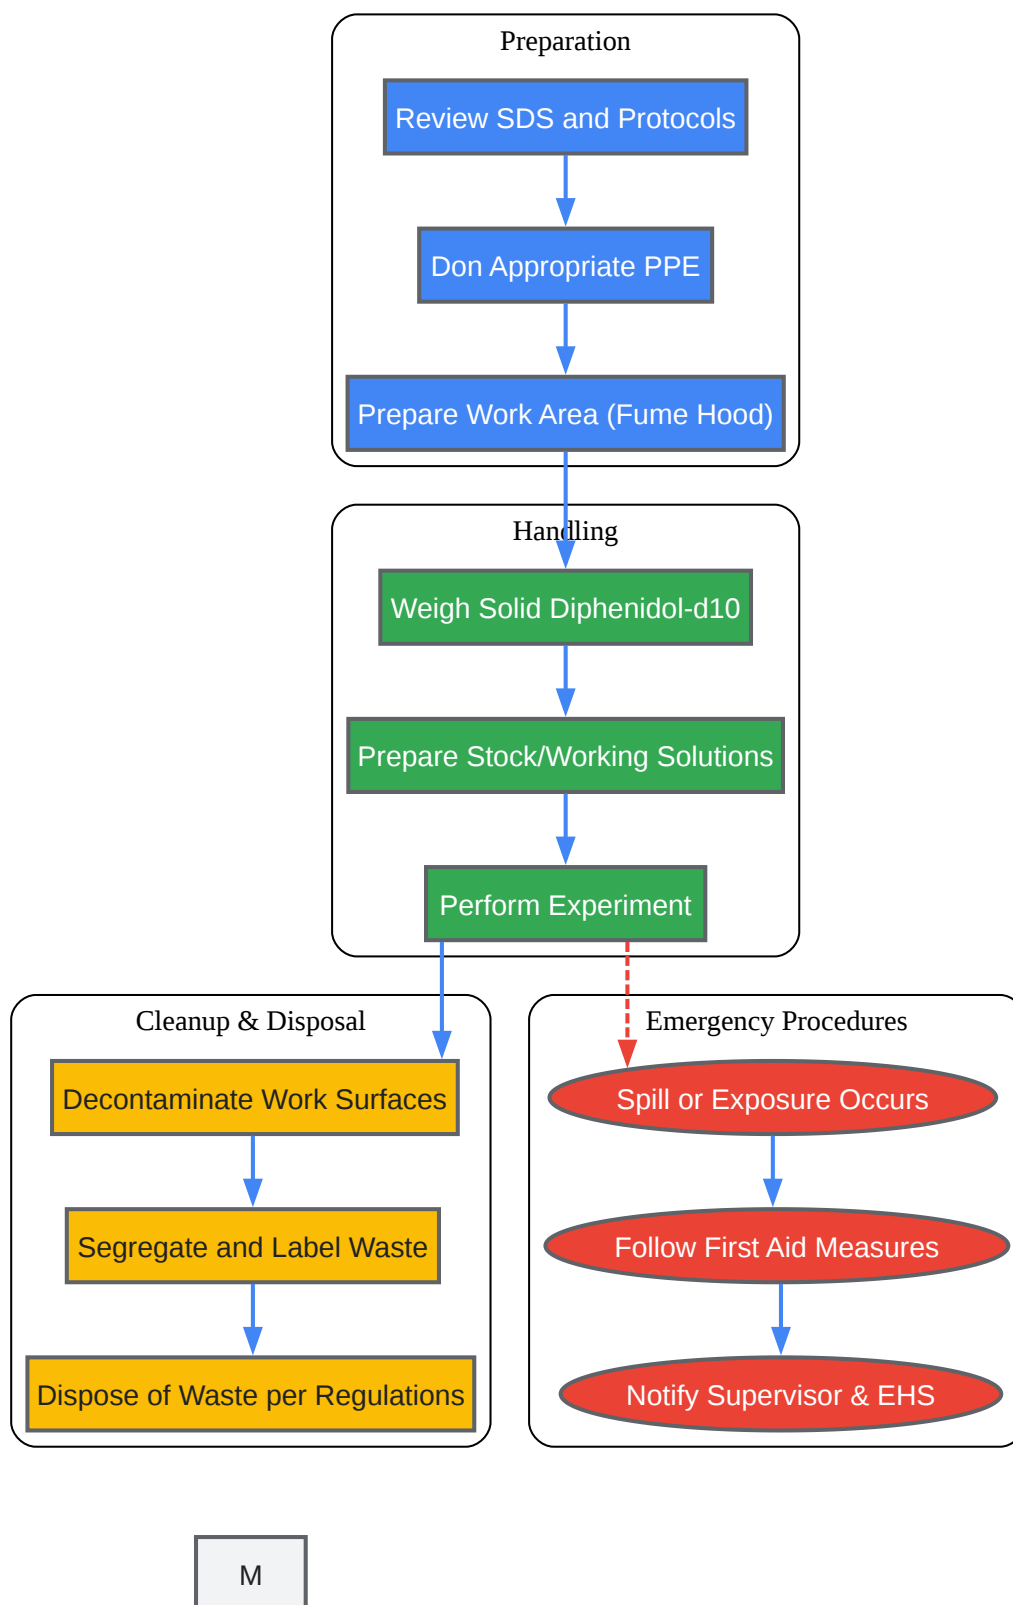 Preparation
Review SDS and Protocols
Don Appropriate PPE
Prepare Work Area (Fume Hood)
Handling
Weigh Solid Diphenidol-d10
Prepare Stock/Working Solutions
Perform Experiment
Cleanup & Disposal
Decontaminate Work Surfaces
Segregate and Label Waste
Dispose of Waste per Regulations
Emergency Procedures
Spill or Exposure Occurs
Follow First Aid Measures
Notify Supervisor & EHS
M